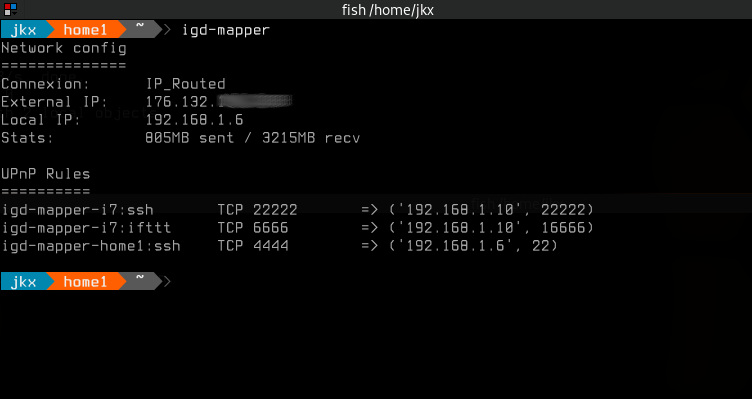 fish /home/jkx
jkx home1 ~ igd-mapper
Network config
==============
Connexion: IP_Routed
External IP: 176.132.
Local IP: 192.168.1.6
Stats: 805MB sent / 3215MB recv
UPnP Rules
==========
igd-mapper-i7:ssh TCP 22222 => ('192.168.1.10', 22222)
igd-mapper-i7:ifttt TCP 6666 => ('192.168.1.10', 16666)
igd-mapper-home1:ssh TCP 4444 => ('192.168.1.6', 22)
jkx home1 ~